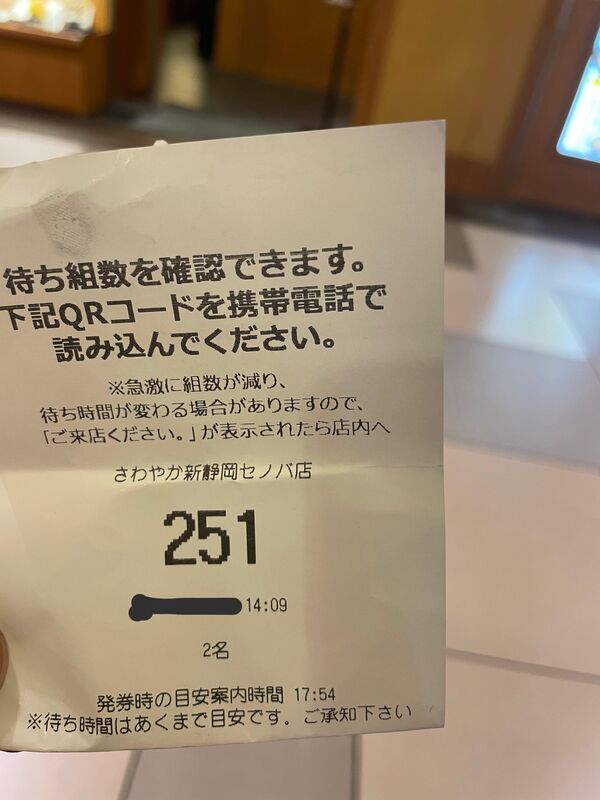 待ち組数を確認できます。
下記QRコードを携帯電話で
読み込んでください。
※急激に組数が減り、
待ち時間が変わる場合がありますので、
「ご来店ください。」が表示されたら店内へ
さわやか新静岡セノバ店
251
14:09
2名
発券時の目安案内時間 17:54
※待ち時間はあくまで目安です．ご承知下さい